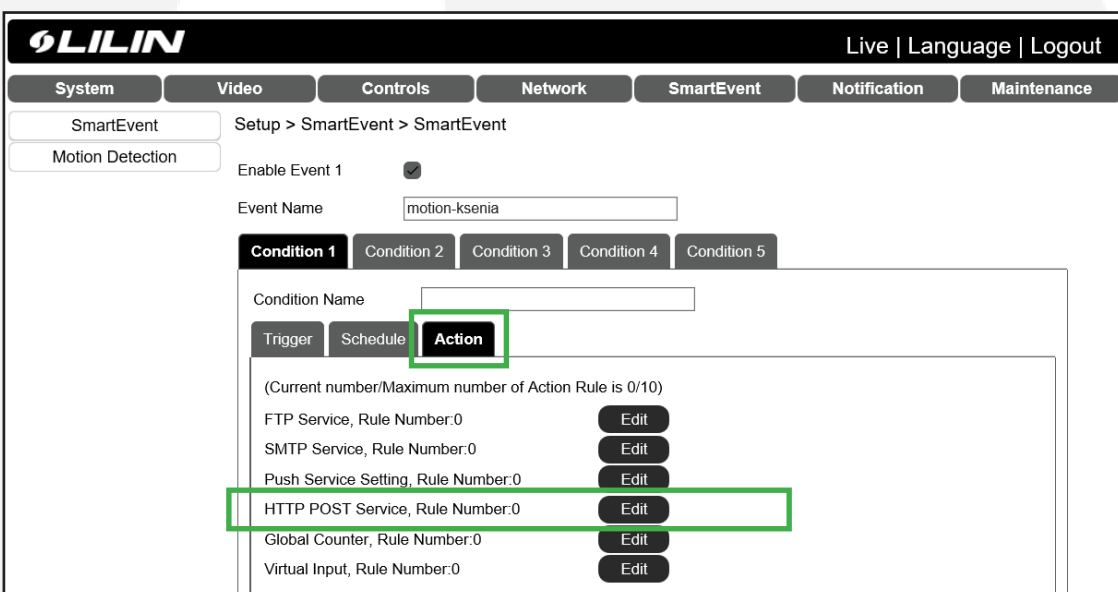 LILIN
Live | Language | Logout
System Video Controls Network SmartEvent Notification Maintenance
SmartEvent
Motion Detection
Setup > SmartEvent > SmartEvent
Enable Event 1
Event Name motion-ksenia
Condition 1 Condition 2 Condition 3 Condition 4 Condition 5
Condition Name
Trigger Schedule Action
(Current number/Maximum number of Action Rule is 0/10)
FTP Service, Rule Number:0 Edit
SMTP Service, Rule Number:0 Edit
Push Service Setting, Rule Number:0 Edit
HTTP POST Service, Rule Number:0 Edit
Global Counter, Rule Number:0 Edit
Virtual Input, Rule Number:0 Edit